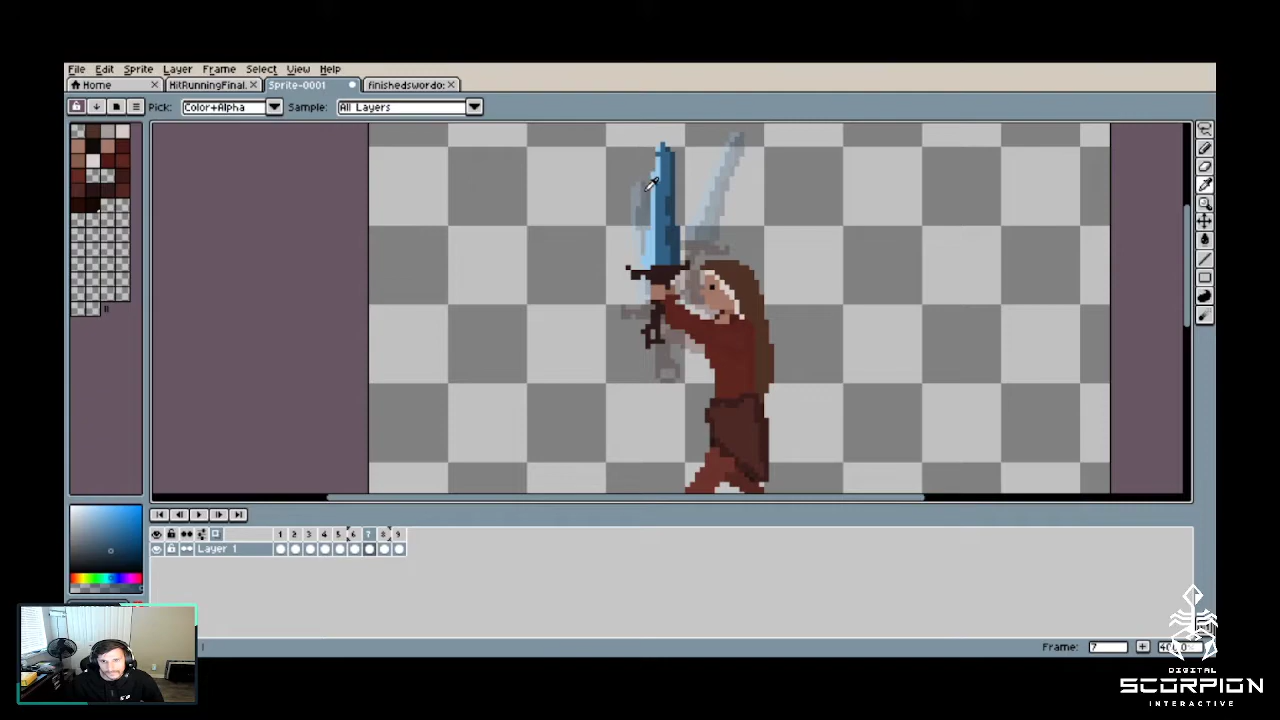 File Edit Sprite Layer Frame Select View Help
Home HitRunningFinal. Sprite-0001 finishedswordo:
Pick: Color+Alpha Sample: All Layers
1 2 3 4 5 6 7 8 9
Layer 1
Frame: 7
DIGITAL
SCORPION
INTERACTIVE